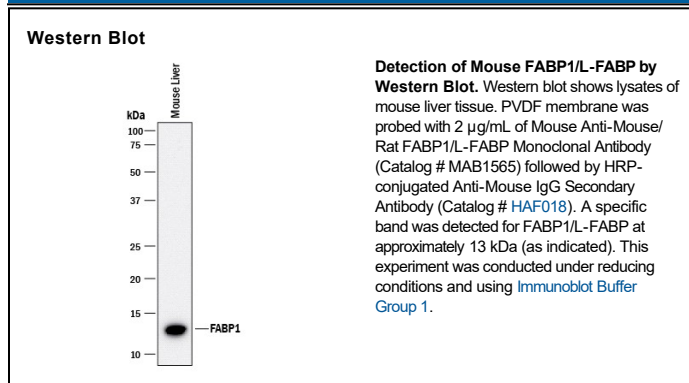 Western Blot
Mouse Liver
kDa
100
75
50
37
25
20
15
10
FABP1
Detection of Mouse FABP1/L-FABP by
Western Blot. Western blot shows lysates of
mouse liver tissue. PVDF membrane was
probed with 2 µg/mL of Mouse Anti-Mouse/
Rat FABP1/L-FABP Monoclonal Antibody
(Catalog # MAB1565) followed by HRP-
conjugated Anti-Mouse IgG Secondary
Antibody (Catalog # HAF018). A specific
band was detected for FABP1/L-FABP at
approximately 13 kDa (as indicated). This
experiment was conducted under reducing
conditions and using Immunoblot Buffer
Group 1.